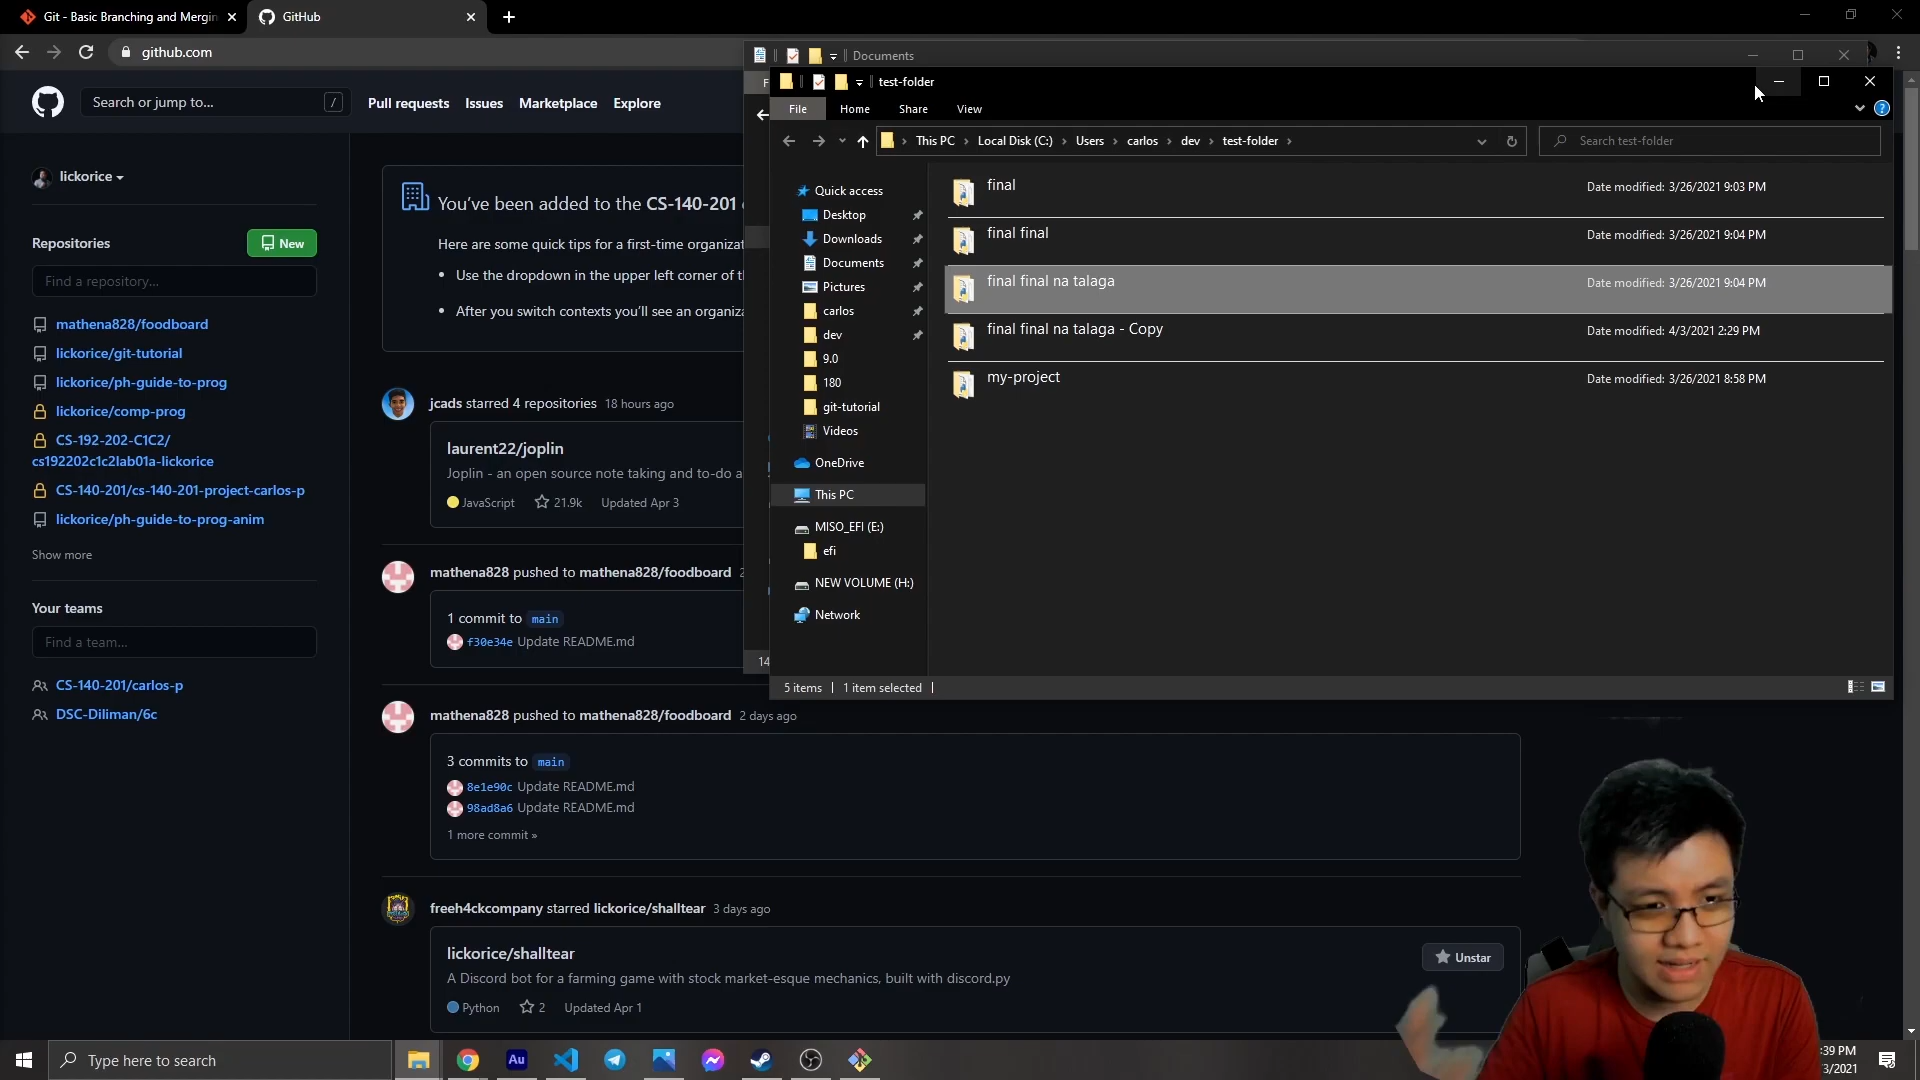 Git - Basic Branching and Mergin
GitHub
github.com
Documents
test-folder
Search or jump to...
/
Pull requests
Issues
Marketplace
Explore
F
File
Home
Share
View
?
This PC
Local Disk (C:)
Users
carlos
dev
test-folder
Search test-folder
lickorice
Repositories
New
Find a repository...
mathena828/foodboard
lickorice/git-tutorial
lickorice/ph-guide-to-prog
lickorice/comp-prog
CS-192-202-C1C2/
cs192202c1c2lab01a-lickorice
CS-140-201/cs-140-201-project-carlos-p
lickorice/ph-guide-to-prog-anim
Show more
Your teams
Find a team...
CS-140-201/carlos-p
DSC-Diliman/6c
You’ve been added to the CS-140-201
Here are some quick tips for a first-time organizat
Use the dropdown in the upper left corner of t
After you switch contexts you’ll see an organiza
jcads starred 4 repositories 18 hours ago
laurent22/joplin
Joplin - an open source note taking and to-do a
JavaScript
21.9k
Updated Apr 3
mathena828 pushed to mathena828/foodboard 2
1 commit to main
f30e34e Update README.md
mathena828 pushed to mathena828/foodboard 2 days ago
3 commits to main
8e1e90c Update README.md
98ad8a6 Update README.md
1 more commit »
freeh4ckcompany starred lickorice/shalltear 3 days ago
lickorice/shalltear
Unstar
A Discord bot for a farming game with stock market-esque mechanics, built with discord.py
Python
2
Updated Apr 1
Quick access
Desktop
Downloads
Documents
Pictures
carlos
dev
9.0
180
git-tutorial
Videos
OneDrive
This PC
MISO_EFI (E:)
efi
NEW VOLUME (H:)
Network
final
Date modified: 3/26/2021 9:03 PM
final final
Date modified: 3/26/2021 9:04 PM
final final na talaga
Date modified: 3/26/2021 9:04 PM
final final na talaga - Copy
Date modified: 4/3/2021 2:29 PM
my-project
Date modified: 3/26/2021 8:58 PM
14
5 items
1 item selected
Type here to search
Au
:39 PM
/3/2021